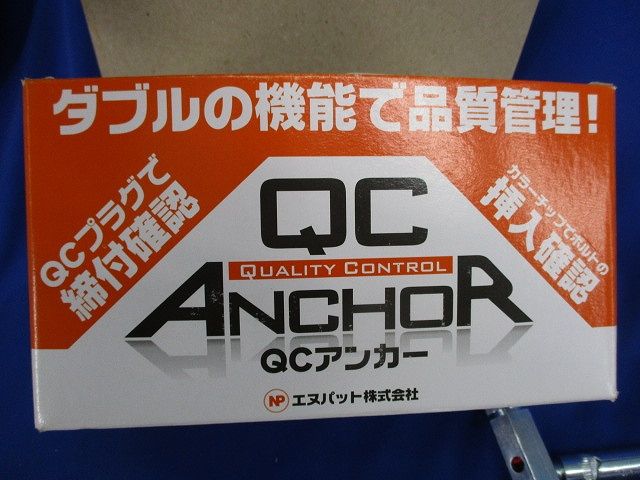 ダブルの機能で品質管理!
QCプラグで
締付確認
カラーチップでボルトの
挿入確認
QC
QUALITY CONTROL
ANCHOR
QCアンカー
NP エヌパット株式会社